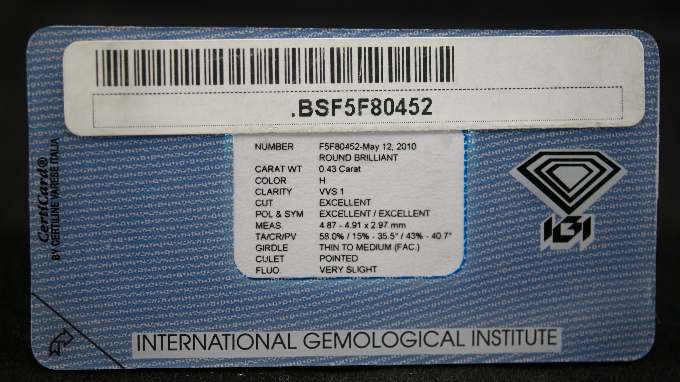 .BSF5F80452
NUMBER F5F80452-May 12, 2010
ROUND BRILLIANT
CARAT WT 0.43 Carat
COLOR H
CLARITY VVS 1
CUT EXCELLENT
POL & SYM EXCELLENT / EXCELLENT
MEAS 4.87 - 4.91 x 2.97 mm
TA/CR/PV 58.0% / 15% - 35.5° / 43% - 40.7°
GIRDLE THIN TO MEDIUM (FAC.)
CULET POINTED
FLUO. VERY SLIGHT
CertiCard®
BY CERTILINE VARESE ITALIA
IGI
INTERNATIONAL GEMOLOGICAL INSTITUTE